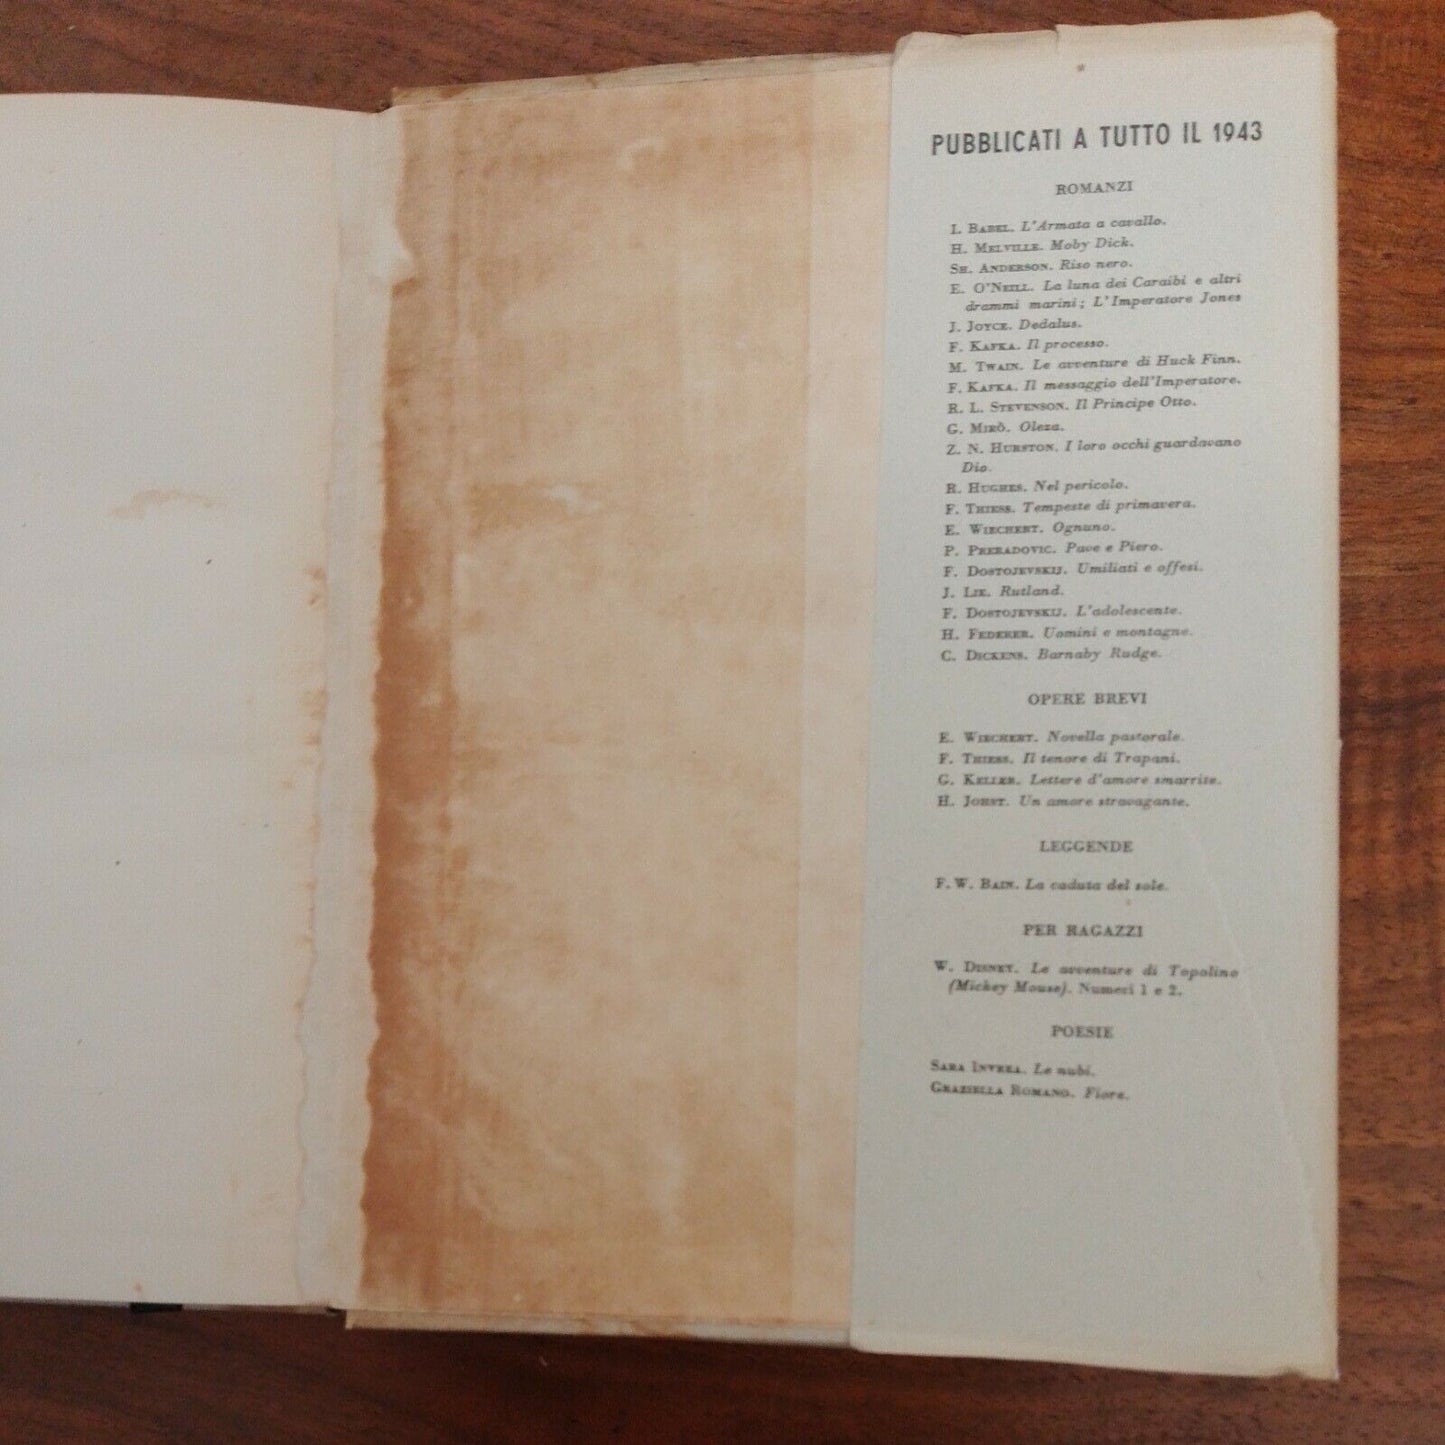 PUBBLICATI A TUTTO IL 1943
ROMANZI
I. BABEL. L'Armata a cavallo.
H. MELVILLE. Moby Dick.
SH. ANDERSON. Riso nero.
E. O'NEILL. La luna dei Caraibi e altri
drammi marini; L'Imperatore Jones
J. JOYCE. Dedalus.
F. KAFKA. Il processo.
M. TWAIN. Le avventure di Huck Finn.
F. KAFKA. Il messaggio dell'Imperatore.
R. L. STEVENSON. Il Principe Otto.
G. MIRÒ. Oleza.
Z. N. HURSTON. I loro occhi guardavano
Dio.
R. HUGHES. Nel pericolo.
F. THIESS. Tempeste di primavera.
E. WIECHERT. Ognuno.
P. PRERADOVIC. Pave e Piero.
F. DOSTOJEVSKIJ. Umiliati e offesi.
J. LIE. Rutland.
F. DOSTOJEVSKIJ. L'adolescente.
H. FEDERER. Uomini e montagne.
C. DICKENS. Barnaby Rudge.
OPERE BREVI
E. WIECHERT. Novella pastorale.
F. THIESS. Il tenore di Trapani.
G. KELLER. Lettere d'amore smarrite.
H. JOHST. Un amore stravagante.
LEGGENDE
F. W. BAIN. La caduta del sole.
PER RAGAZZI
W. DISNEY. Le avventure di Topolino
(Mickey Mouse). Numeri 1 e 2.
POESIE
SARA INVREA. Le nubi.
GRAZIELLA ROMANO. Fiore.